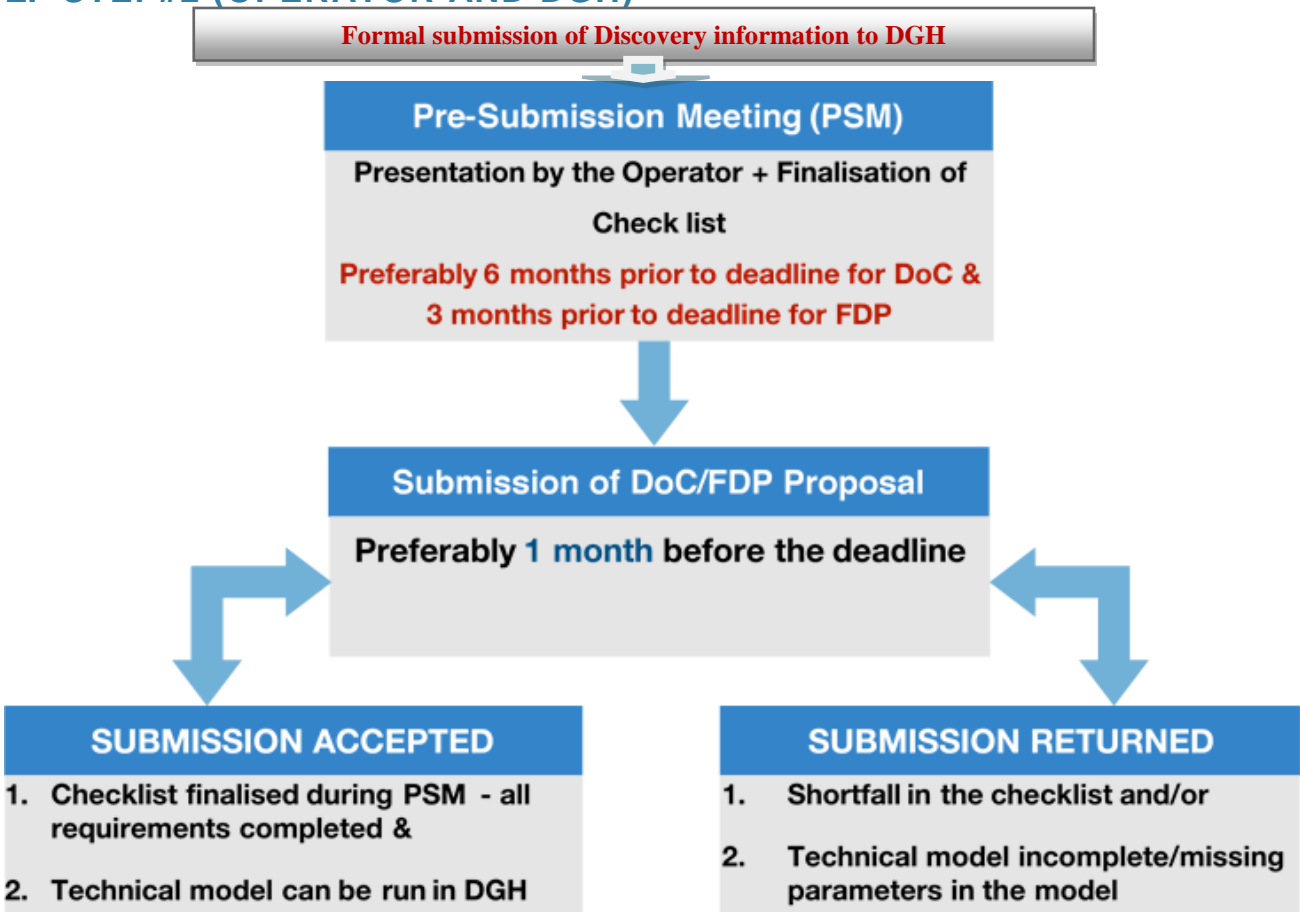 (OPERATOR AND DGH)
Formal submission of Discovery information to DGH
Pre-Submission Meeting (PSM)
Presentation by the Operator + Finalisation of
Check list
Preferably 6 months prior to deadline for DoC &
3 months prior to deadline for FDP
Submission of DoC/FDP Proposal
Preferably 1 month before the deadline
SUBMISSION ACCEPTED
1. Checklist finalised during PSM - all
requirements completed &
2. Technical model can be run in DGH
SUBMISSION RETURNED
1. Shortfall in the checklist and/or
2. Technical model incomplete/missing
parameters in the model